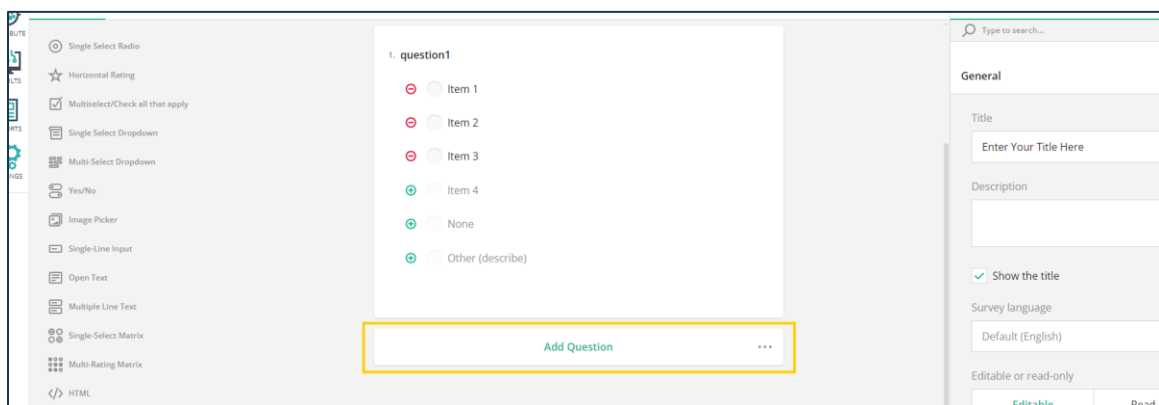 Single Select Radio
Horizontal Rating
Multiselect/Check all that apply
Single Select Dropdown
Multi-Select Dropdown
Yes/No
Image Picker
Single-Line Input
Open Text
Multiple Line Text
Single-Select Matrix
Multi-Rating Matrix
HTML
1. question1
Item 1
Item 2
Item 3
Item 4
None
Other (describe)
Add Question
Type to search...
General
Title
Enter Your Title Here
Description
Show the title
Survey language
Default (English)
Editable or read-only
Editable
Read